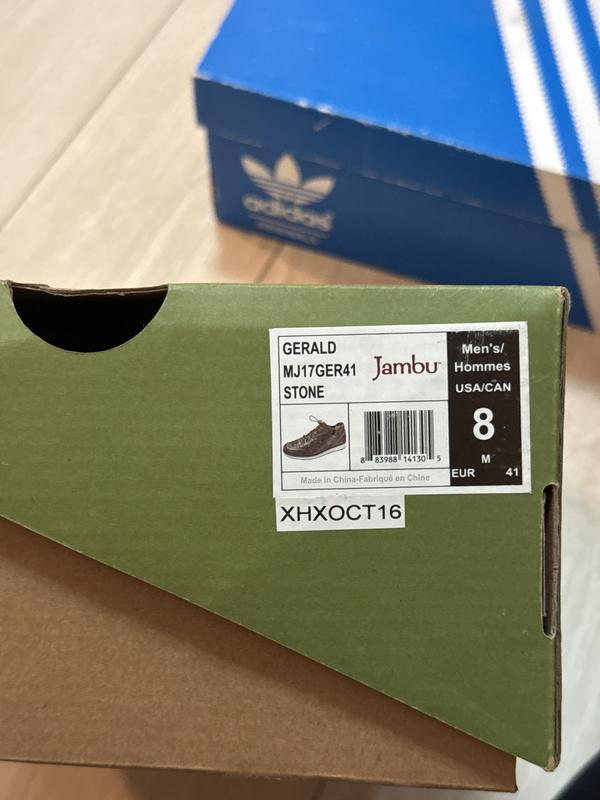 adidas
GERALD
MJ17GER41
STONE
Jambu
Men's/
Hommes
USA/CAN
8
M
EUR 41
8 83988 14130 5
Made in China-Fabriqué en Chine
XHXOCT16